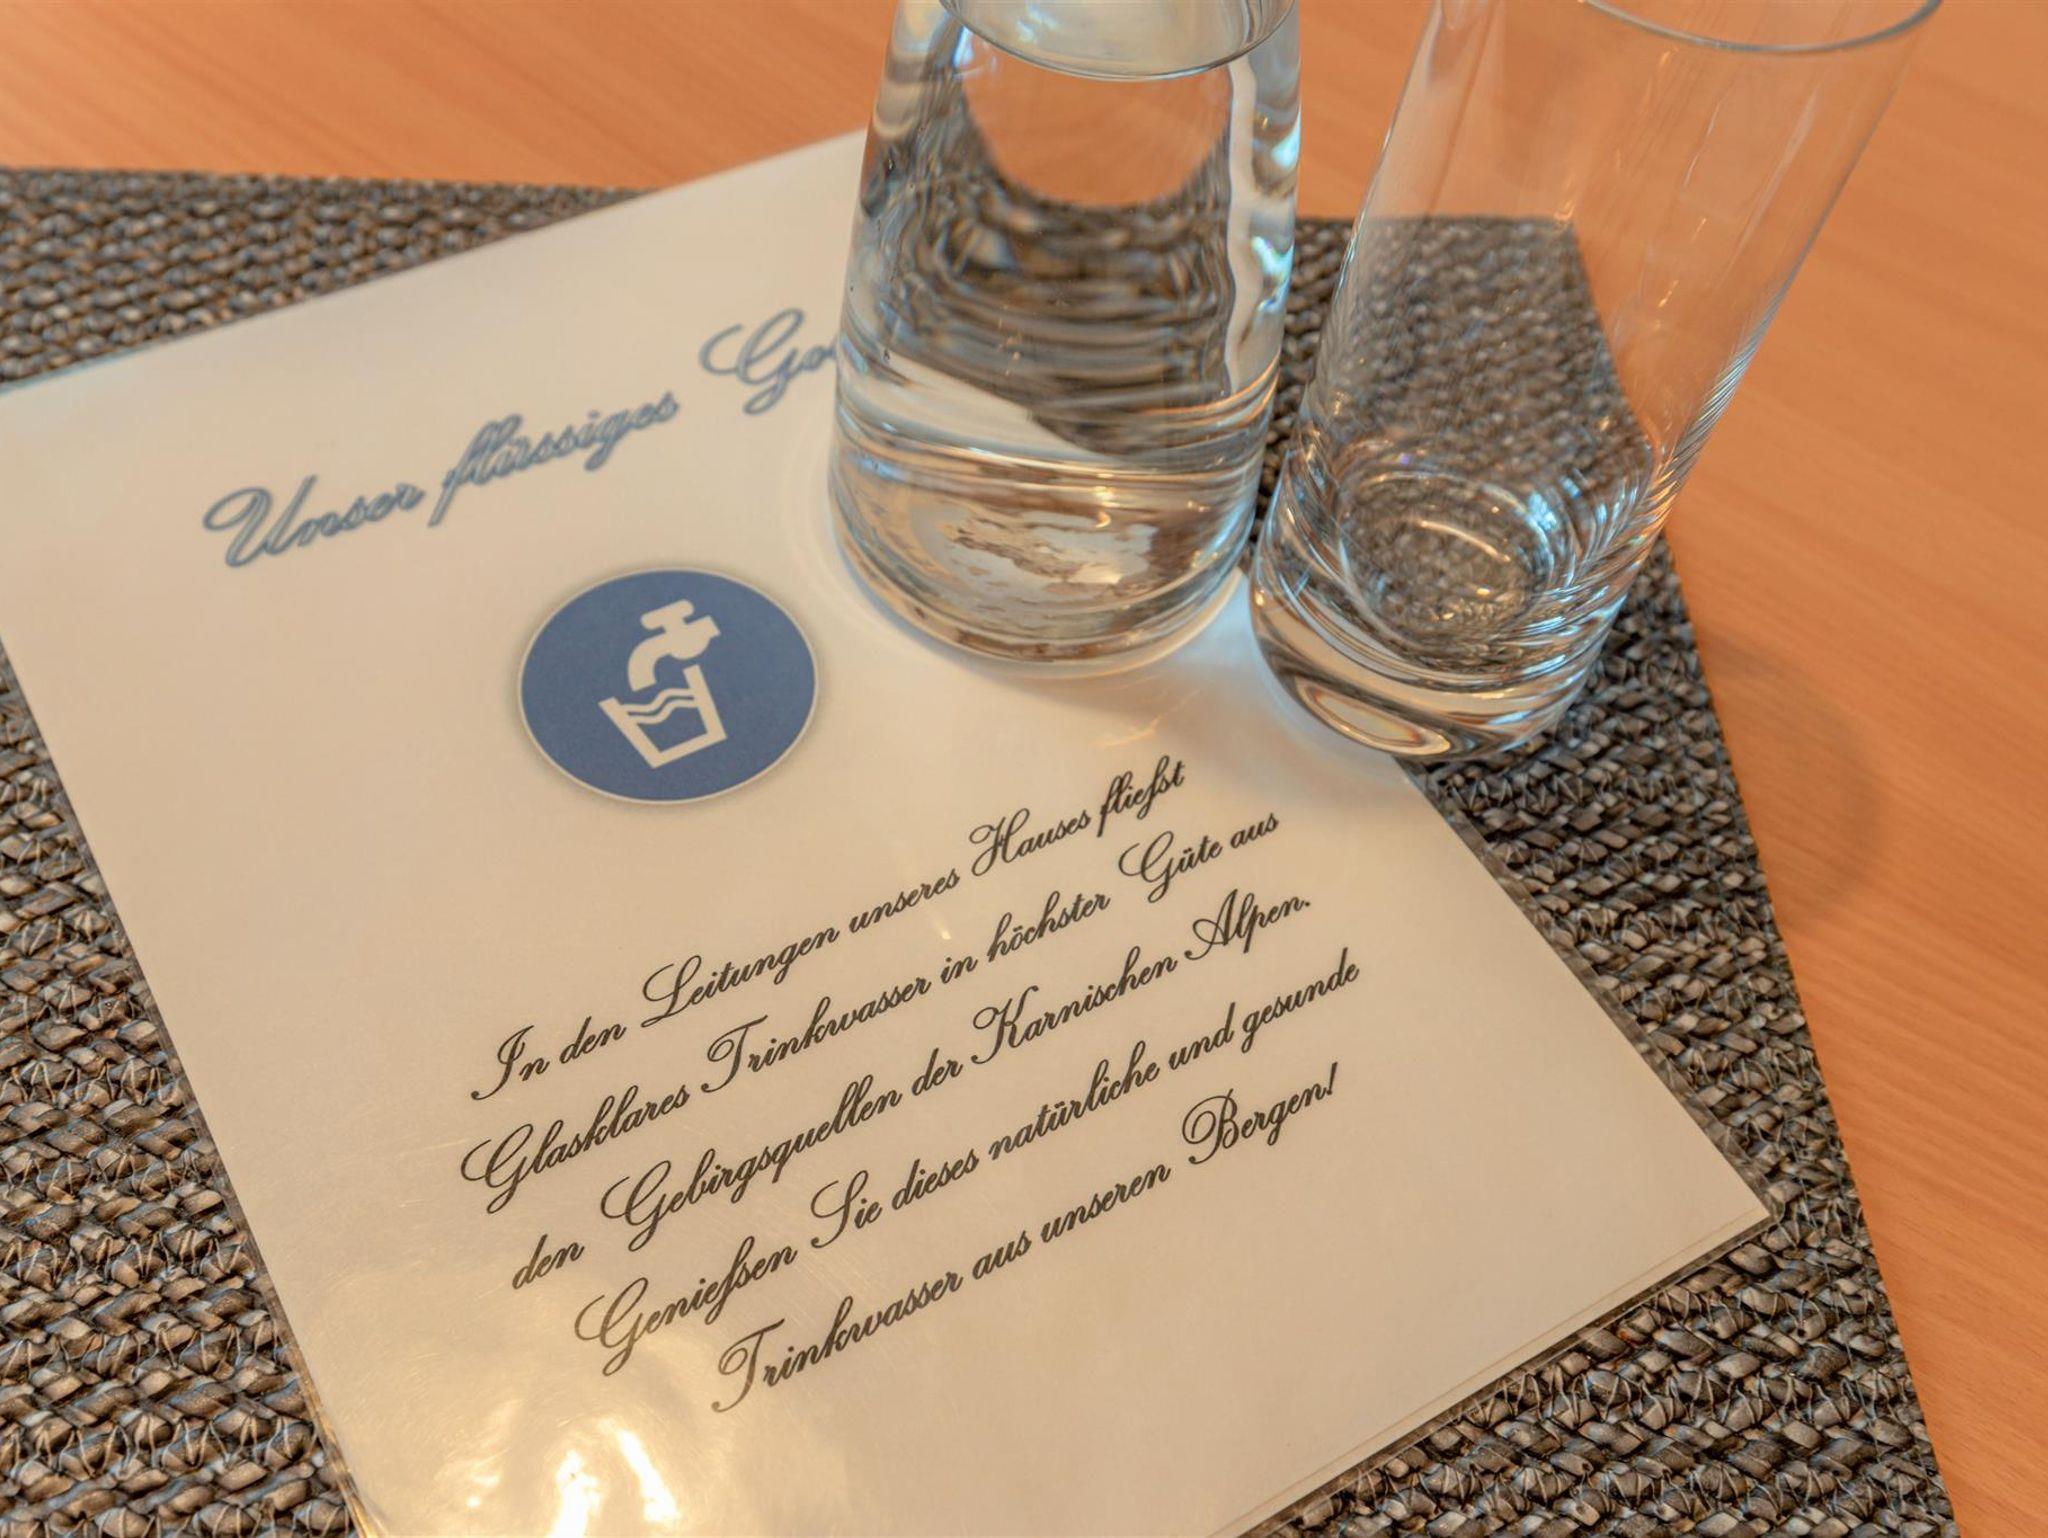 Unser flüssiges Go
In den Leitungen unseres Hauses fließt
Glasklares Trinkwasser in höchster Güte aus
den Gebirgsquellen der Karnischen Alpen.
Genießen Sie dieses natürliche und gesunde
Trinkwasser aus unseren Bergen!